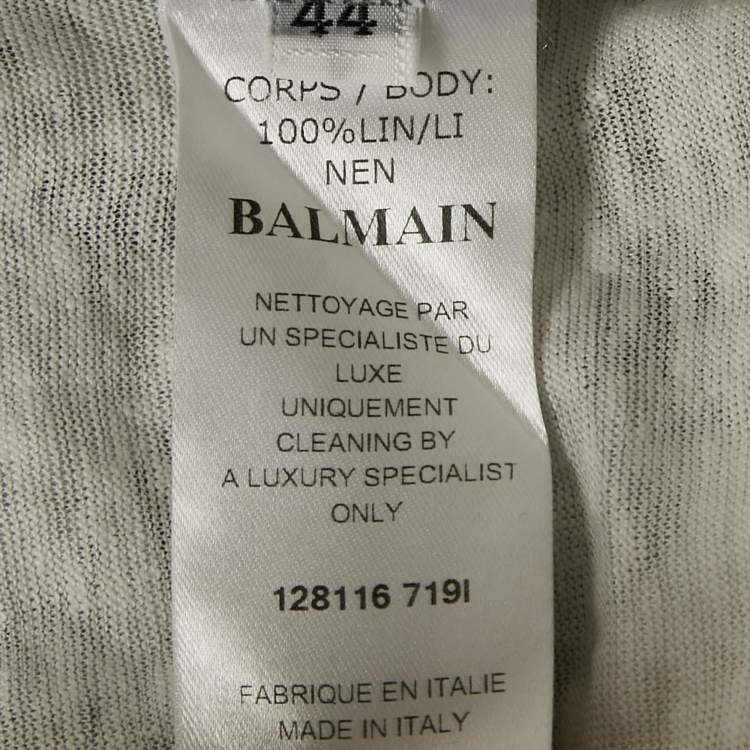 44
CORPS / BODY:
100%LIN/LI
NEN
BALMAIN
NETTOYAGE PAR
UN SPECIALISTE DU
LUXE
UNIQUEMENT
CLEANING BY
A LUXURY SPECIALIST
ONLY
128116 719I
FABRIQUE EN ITALIE
MADE IN ITALY